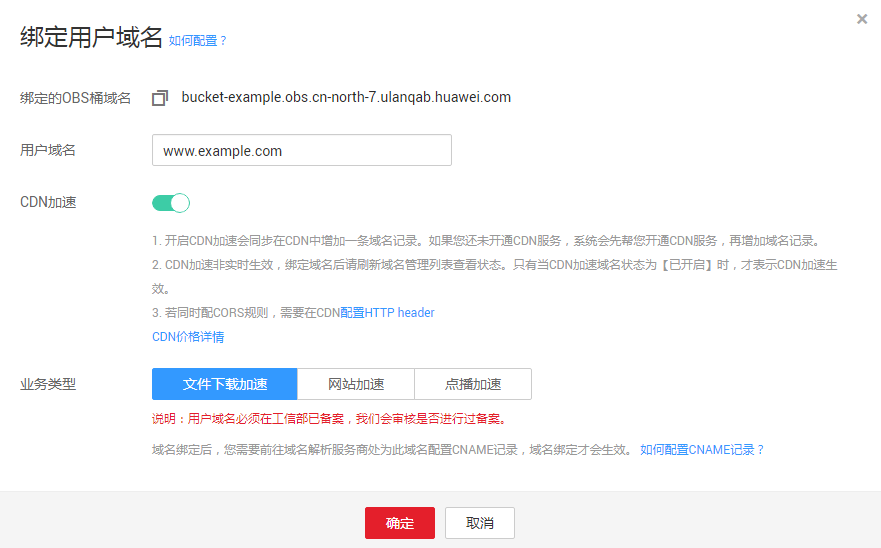 绑定用户域名 如何配置？
绑定的OBS桶域名 bucket-example.obs.cn-north-7.ulanqab.huawei.com
用户域名 www.example.com
CDN加速
1. 开启CDN加速会同步在CDN中增加一条域名记录。如果您还未开通CDN服务，系统会先帮您开通CDN服务，再增加域名记录。
2. CDN加速非实时生效，绑定域名后请刷新域名管理列表查看状态。只有当CDN加速域名状态为【已开启】时，才表示CDN加速生
效。
3. 若同时配CORS规则，需要在CDN配置HTTP header
CDN价格详情
业务类型 文件下载加速 网站加速 点播加速
说明：用户域名必须在工信部已备案，我们会审核是否进行过备案。
域名绑定后，您需要前往域名解析服务商处为此域名配置CNAME记录，域名绑定才会生效。 如何配置CNAME记录？
确定 取消